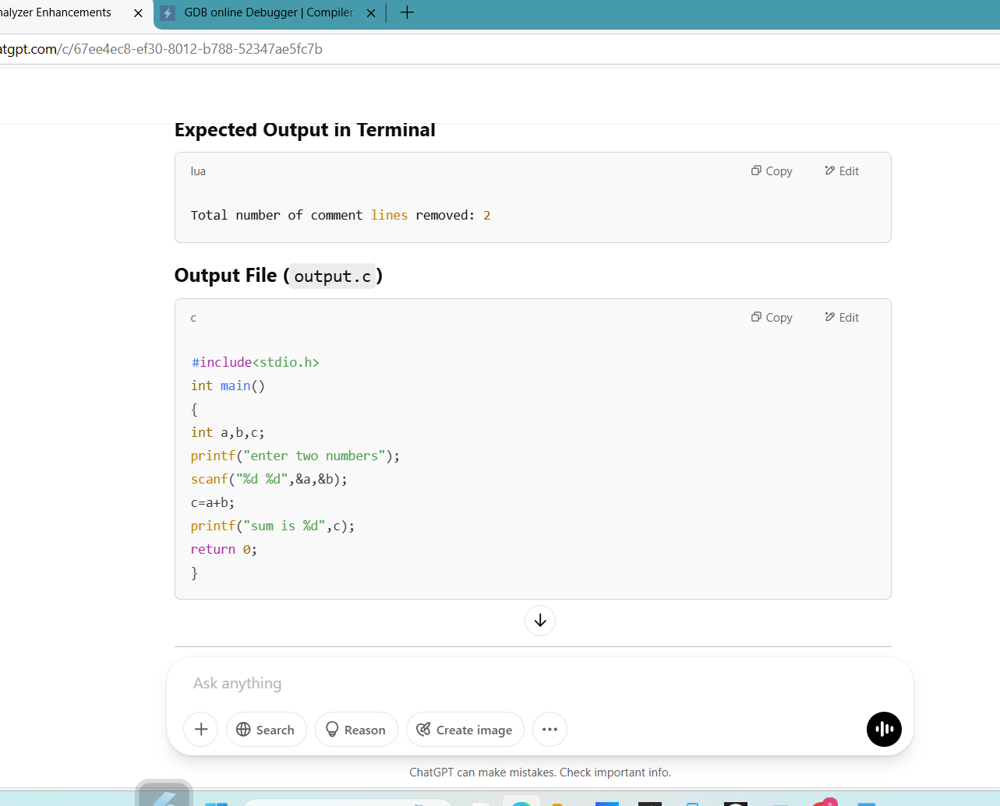 nalyzer Enhancements
GDB online Debugger | Compiler
atgpt.com/c/67ee4ec8-ef30-8012-b788-52347ae5fc7b
Expected Output in Terminal
lua
Copy
Edit
Total number of comment lines removed: 2
Output File (output.c)
c
Copy
Edit
#include<stdio.h>
int main()
{
int a,b,c;
printf("enter two numbers");
scanf("%d %d",&a,&b);
c=a+b;
printf("sum is %d",c);
return 0;
}
Ask anything
Search
Reason
Create image
ChatGPT can make mistakes. Check important info.